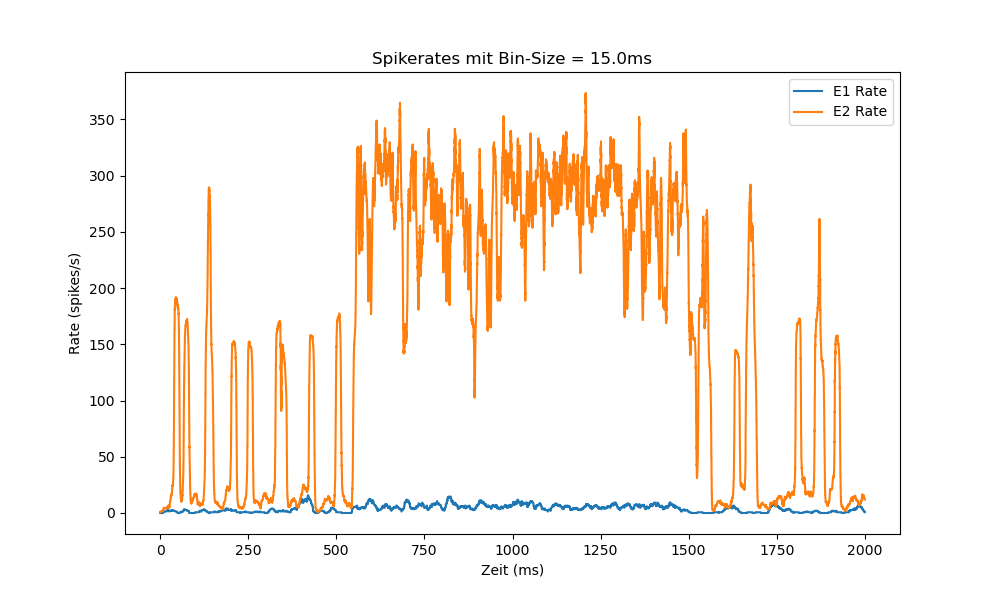 Spikerates mit Bin-Size = 15.0ms
E1 Rate
E2 Rate
350
300
250
200
150
100
50
0
Rate (spikes/s)
0 250 500 750 1000 1250 1500 1750 2000
Zeit (ms)